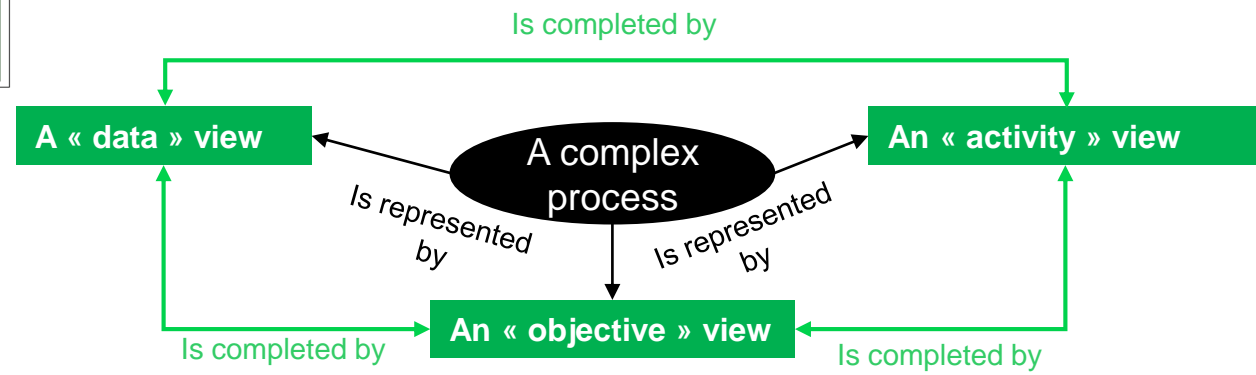 Is completed by
A « data » view
A complex
process
An « activity » view
Is represented
by
Is represented
by
An « objective » view
Is completed by
Is completed by